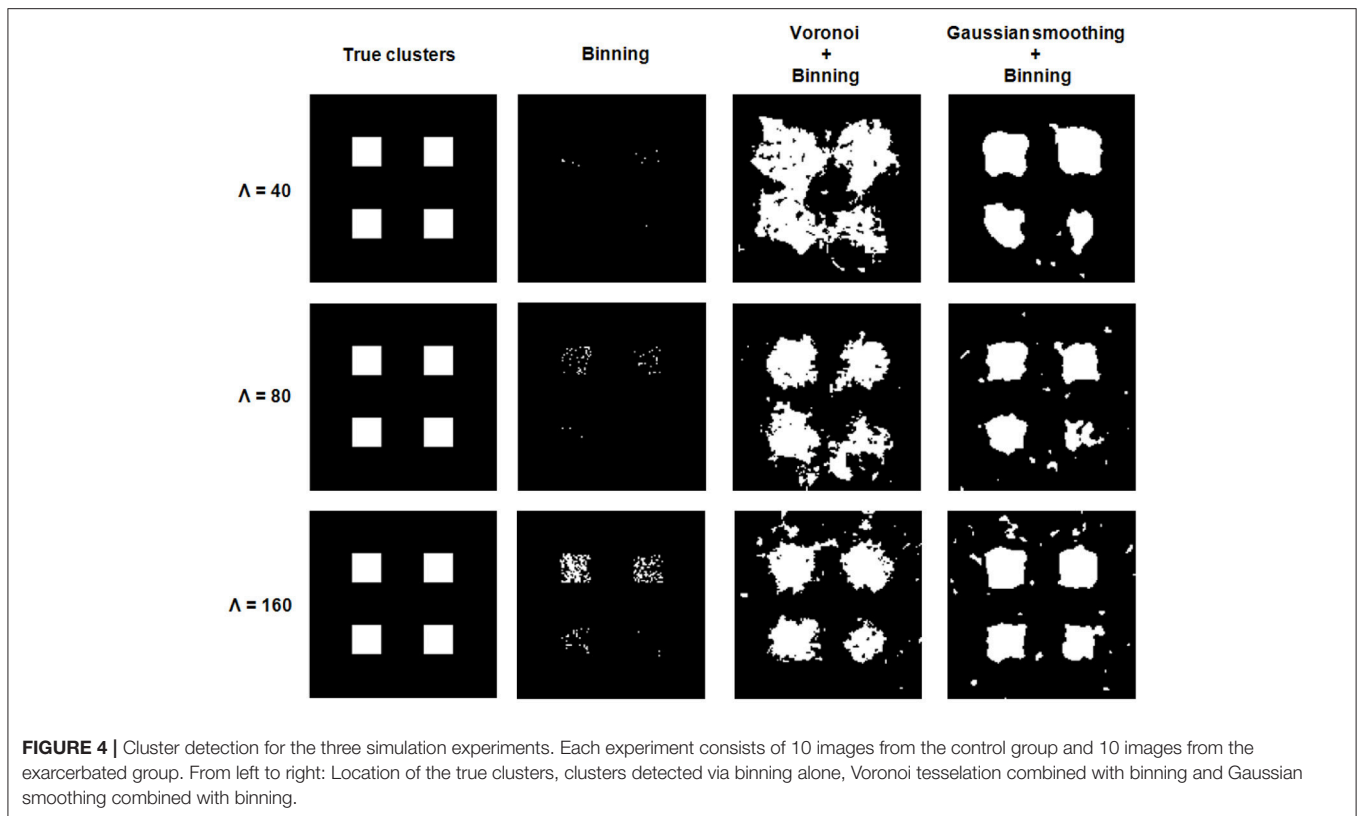 True clusters
Binning
Voronoi
+
Binning
Gaussian smoothing
+
Binning
Λ = 40
Λ = 80
Λ = 160
FIGURE 4 | Cluster detection for the three simulation experiments. Each experiment consists of 10 images from the control group and 10 images from the
exarcerbated group. From left to right: Location of the true clusters, clusters detected via binning alone, Voronoi tesselation combined with binning and Gaussian
smoothing combined with binning.